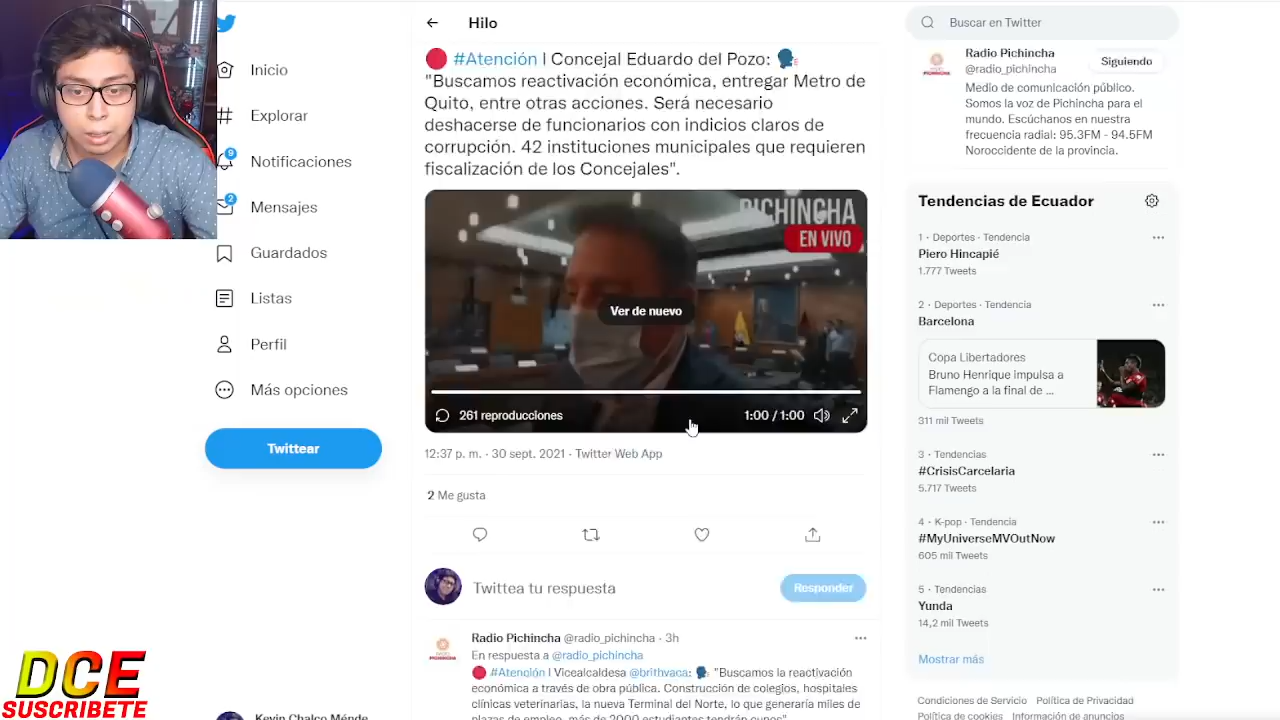 Hilo
Buscar en Twitter
Inicio
Explorar
9
Notificaciones
2
Mensajes
Guardados
Listas
Perfil
Más opciones
Twittear
#Atención | Concejal Eduardo del Pozo:
"Buscamos reactivación económica, entregar Metro de
Quito, entre otras acciones. Será necesario
deshacerse de funcionarios con indicios claros de
corrupción. 42 instituciones municipales que requieren
fiscalización de los Concejales".
PICHINCHA
EN VIVO
Ver de nuevo
261 reproducciones
1:00 / 1:00
12:37 p. m. · 30 sept. 2021 · Twitter Web App
2 Me gusta
Twittea tu respuesta
Responder
Radio Pichincha @radio_pichincha · 3h
En respuesta a @radio_pichincha
#Atención | Vicealcaldesa @brithvaca: "Buscamos la reactivación
económica a través de obra pública. Construcción de colegios, hospitales
clínicas veterinarias, la nueva Terminal del Norte, lo que generaría miles de
plazas de empleo, más de 2000 estudiantes tendrán cupos"
Radio Pichincha
@radio_pichincha
Siguiendo
Medio de comunicación público.
Somos la voz de Pichincha para el
mundo. Escúchanos en nuestra
frecuencia radial: 95.3FM - 94.5FM
Noroccidente de la provincia.
Tendencias de Ecuador
1 · Deportes · Tendencia
Piero Hincapié
1.777 Tweets
2 · Deportes · Tendencia
Barcelona
Copa Libertadores
Bruno Henrique impulsa a
Flamengo a la final de ...
311 mil Tweets
3 · Tendencias
#CrisisCarcelaria
5.717 Tweets
4 · K-pop · Tendencia
#MyUniverseMVOutNow
605 mil Tweets
5 · Tendencias
Yunda
14,2 mil Tweets
Mostrar más
Condiciones de Servicio Política de Privacidad
Política de cookies Información de anuncios
Kevin Chalco Ménde
DCE
SUSCRIBETE